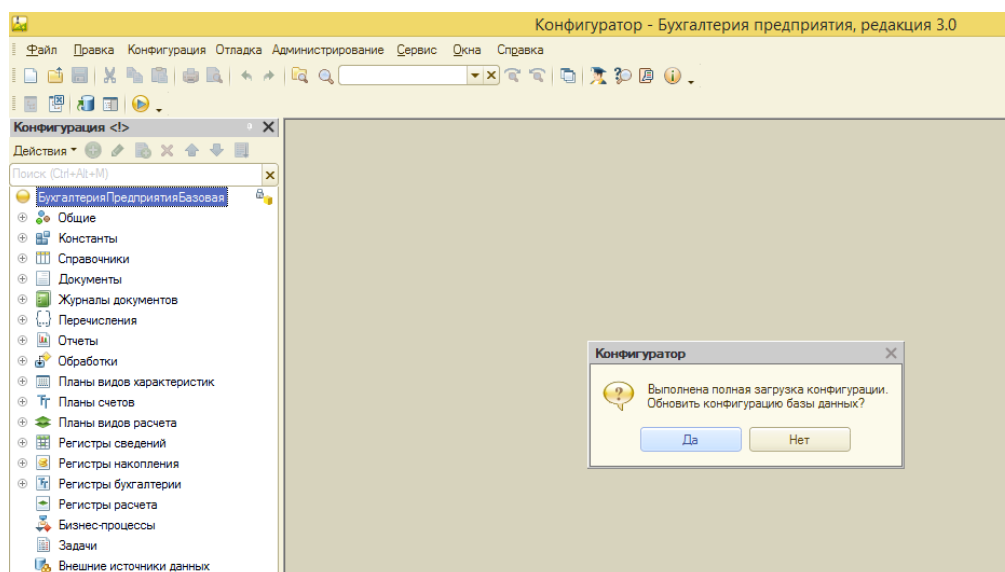 Конфигуратор - Бухгалтерия предприятия, редакция 3.0
Файл Правка Конфигурация Отладка Администрирование Сервис Окна Справка
Конфигурация <!>
Действия
Поиск (Ctrl+Alt+M)
БухгалтерияПредприятияБазовая
Общие
Константы
Справочники
Документы
Журналы документов
Перечисления
Отчеты
Обработки
Планы видов характеристик
Планы счетов
Планы видов расчета
Регистры сведений
Регистры накопления
Регистры бухгалтерии
Регистры расчета
Бизнес-процессы
Задачи
Внешние источники данных
Конфигуратор
Выполнена полная загрузка конфигурации.
Обновить конфигурацию базы данных?
Да Нет